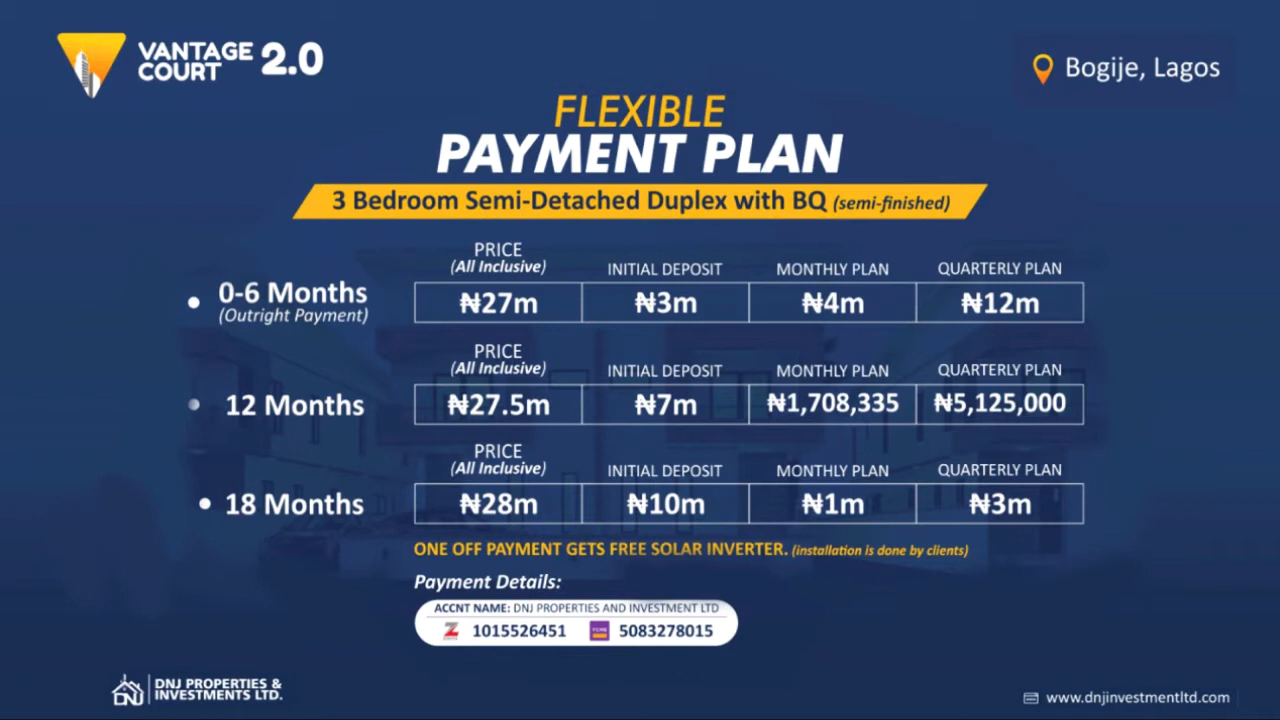 VANTAGE
COURT 2.0
Bogije, Lagos
FLEXIBLE
PAYMENT PLAN
3 Bedroom Semi-Detached Duplex with BQ (semi-finished)
PRICE
(All Inclusive) INITIAL DEPOSIT MONTHLY PLAN QUARTERLY PLAN
• 0-6 Months ₦27m ₦3m ₦4m ₦12m
(Outright Payment)
PRICE
(All Inclusive) INITIAL DEPOSIT MONTHLY PLAN QUARTERLY PLAN
• 12 Months ₦27.5m ₦7m ₦1,708,335 ₦5,125,000
PRICE
(All Inclusive) INITIAL DEPOSIT MONTHLY PLAN QUARTERLY PLAN
• 18 Months ₦28m ₦10m ₦1m ₦3m
ONE OFF PAYMENT GETS FREE SOLAR INVERTER. (installation is done by clients)
Payment Details:
ACCNT NAME: DNJ PROPERTIES AND INVESTMENT LTD
1015526451 5083278015
DNJ PROPERTIES &
INVESTMENTS LTD.
www.dnjinvestmentltd.com